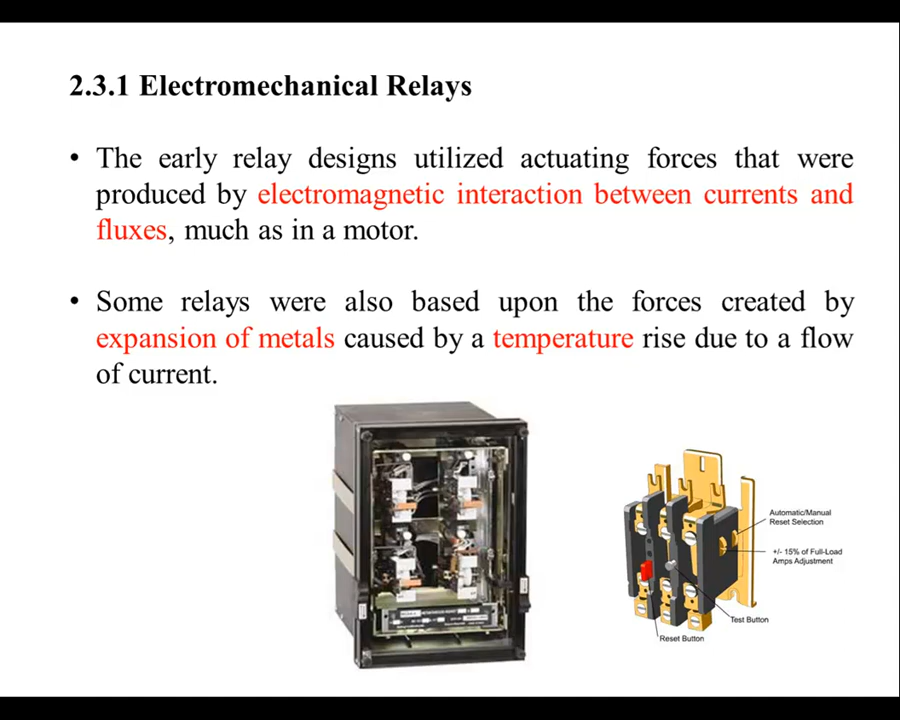 2.3.1 Electromechanical Relays
• The early relay designs utilized actuating forces that were
produced by electromagnetic interaction between currents and
fluxes, much as in a motor.
• Some relays were also based upon the forces created by
expansion of metals caused by a temperature rise due to a flow
of current.
Automatic/Manual
Reset Selection
+/- 15% of Full-Load
Amps Adjustment
Test Button
Reset Button